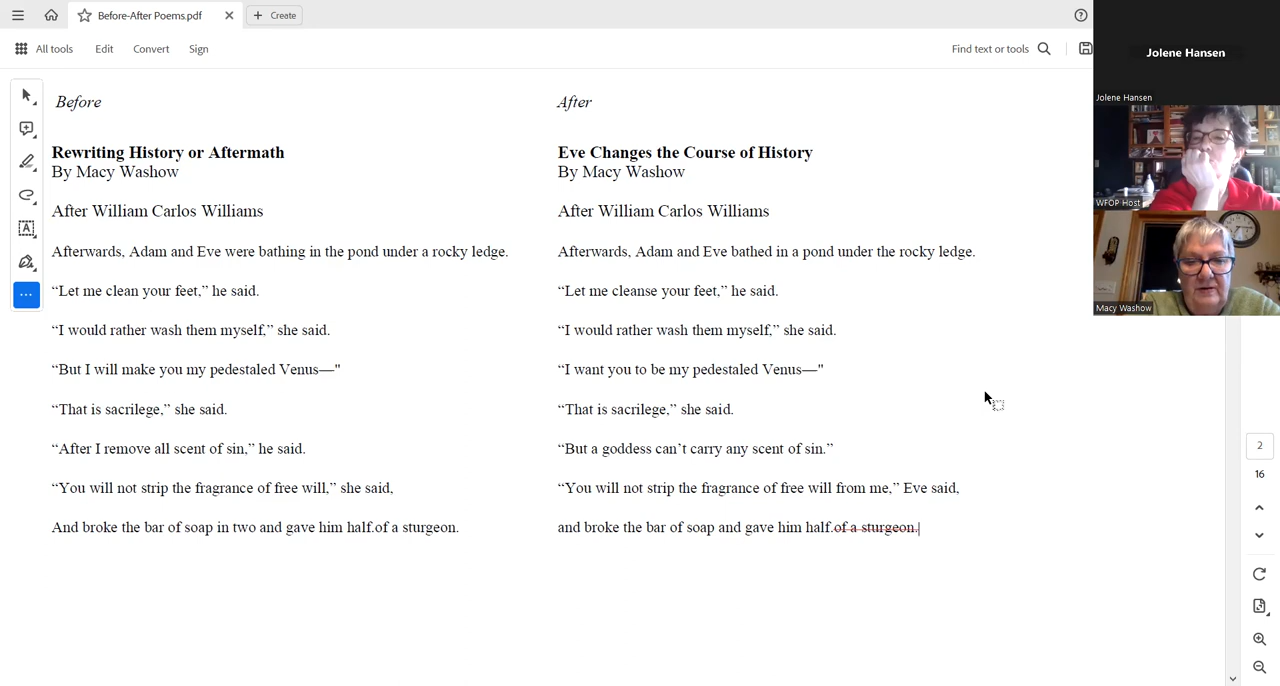 Before-After Poems.pdf
Create
All tools
Edit
Convert
Sign
Find text or tools
Before
Rewriting History or Aftermath
By Macy Washow
After William Carlos Williams
Afterwards, Adam and Eve were bathing in the pond under a rocky ledge.
“Let me clean your feet,” he said.
“I would rather wash them myself,” she said.
“But I will make you my pedestaled Venus—"
“That is sacrilege,” she said.
“After I remove all scent of sin,” he said.
“You will not strip the fragrance of free will,” she said,
And broke the bar of soap in two and gave him half.of a sturgeon.
After
Eve Changes the Course of History
By Macy Washow
After William Carlos Williams
Afterwards, Adam and Eve bathed in a pond under the rocky ledge.
“Let me cleanse your feet,” he said.
“I would rather wash them myself,” she said.
“I want you to be my pedestaled Venus—"
“That is sacrilege,” she said.
“But a goddess can’t carry any scent of sin.”
“You will not strip the fragrance of free will from me,” Eve said,
and broke the bar of soap and gave him half.of a sturgeon.
Jolene Hansen
Jolene Hansen
WFOP Host
Macy Washow
2
16